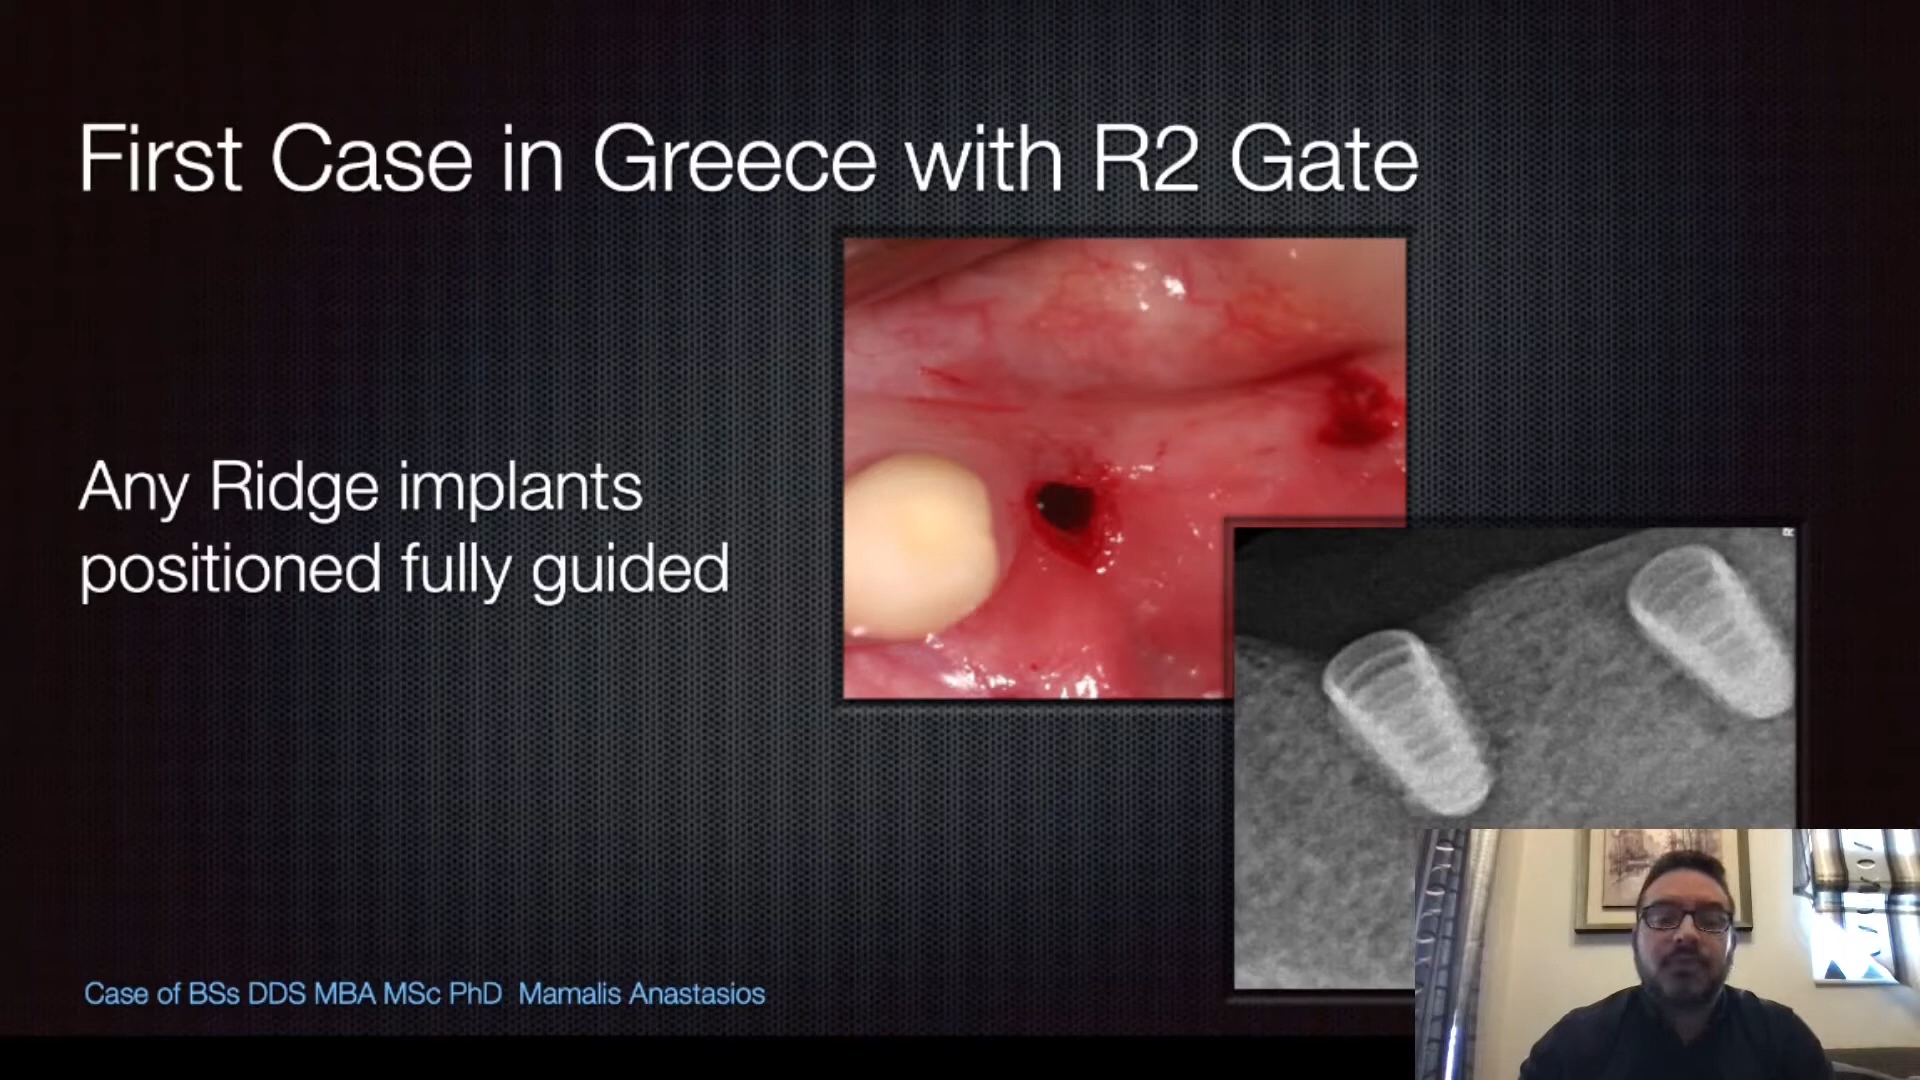 First Case in Greece with R2 Gate
Any Ridge implants
positioned fully guided
Case of BSs DDS MBA MSc PhD Mamalis Anastasios